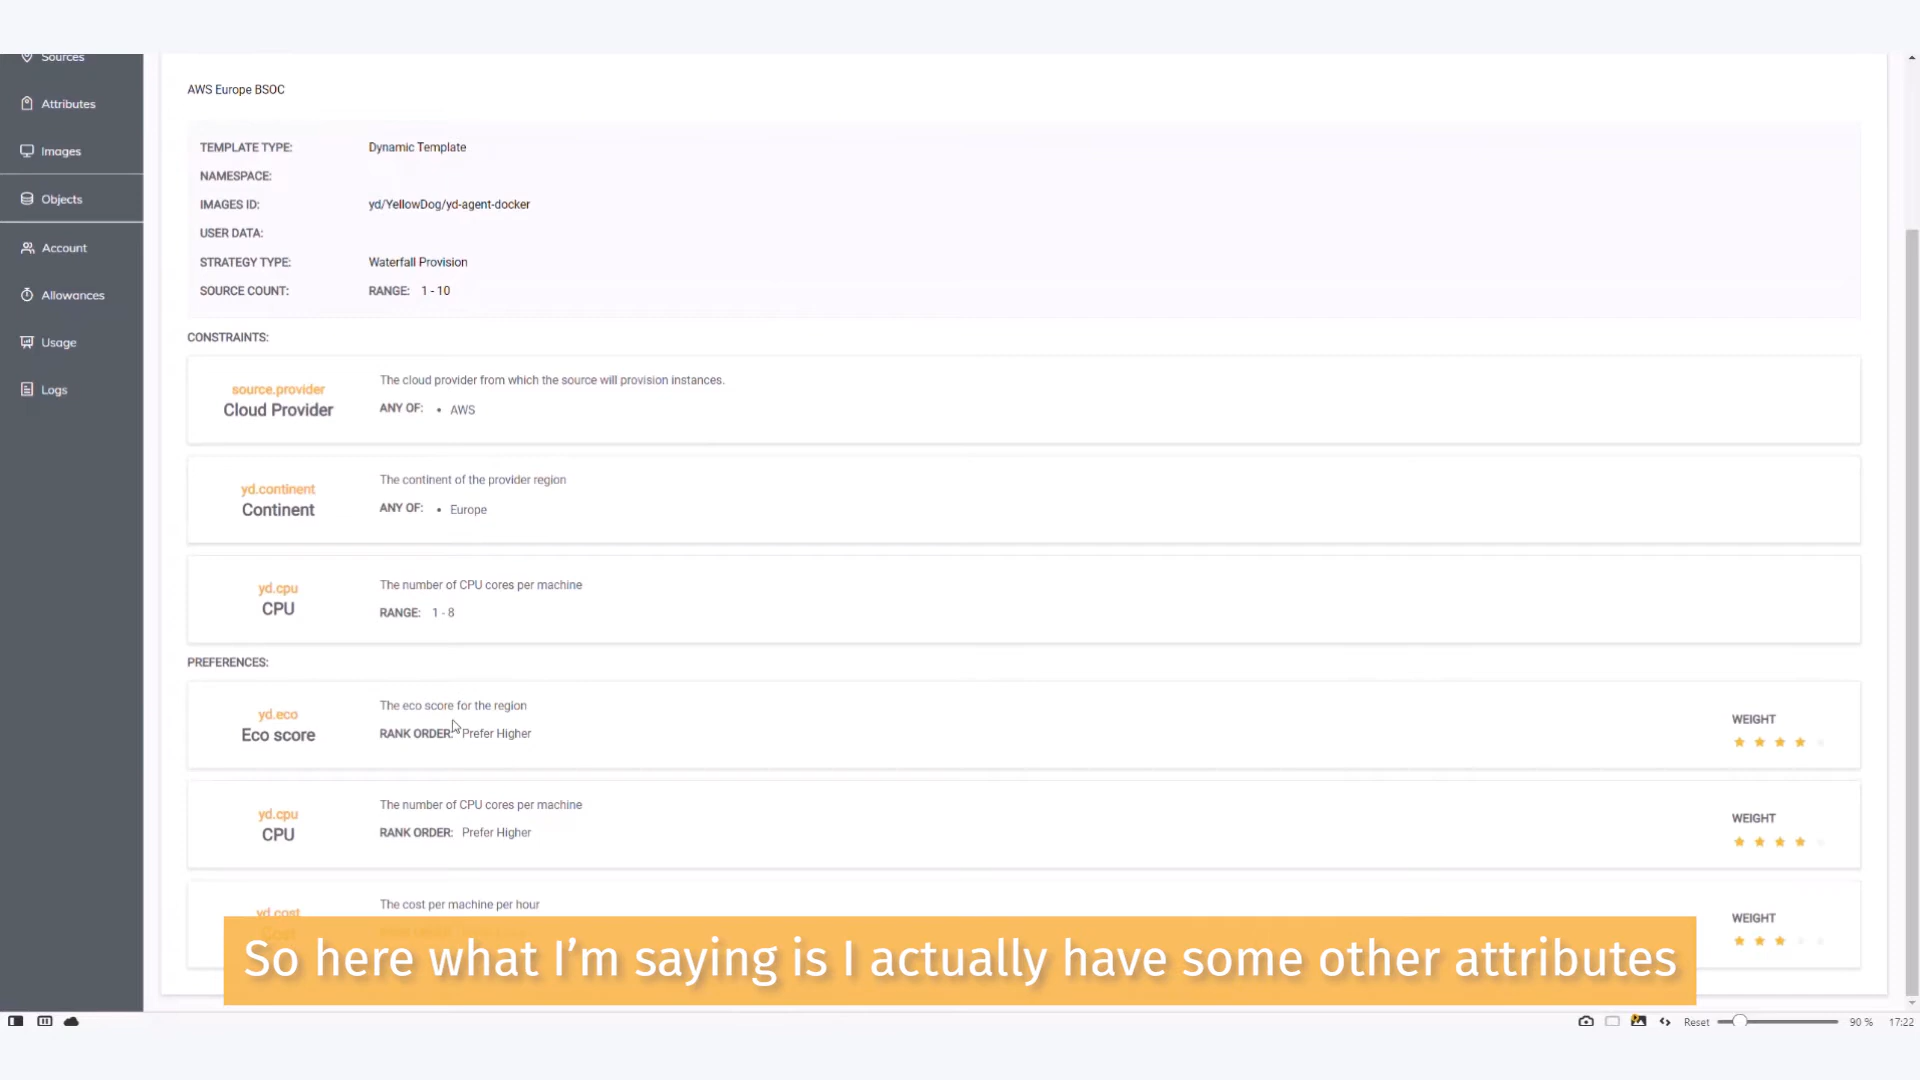 Sources
Attributes
Images
Objects
Account
Allowances
Usage
Logs
AWS Europe BSOC
TEMPLATE TYPE: Dynamic Template
NAMESPACE:
IMAGES ID: yd/YellowDog/yd-agent-docker
USER DATA:
STRATEGY TYPE: Waterfall Provision
SOURCE COUNT: RANGE: 1 - 10
CONSTRAINTS:
source.provider
Cloud Provider
The cloud provider from which the source will provision instances.
ANY OF: • AWS
yd.continent
Continent
The continent of the provider region
ANY OF: • Europe
yd.cpu
CPU
The number of CPU cores per machine
RANGE: 1 - 8
PREFERENCES:
yd.eco
Eco score
The eco score for the region
RANK ORDER: Prefer Higher
WEIGHT
yd.cpu
CPU
The number of CPU cores per machine
RANK ORDER: Prefer Higher
WEIGHT
yd.cost
Cost
The cost per machine per hour
WEIGHT
So here what I'm saying is I actually have some other attributes
Reset 90 % 17:22